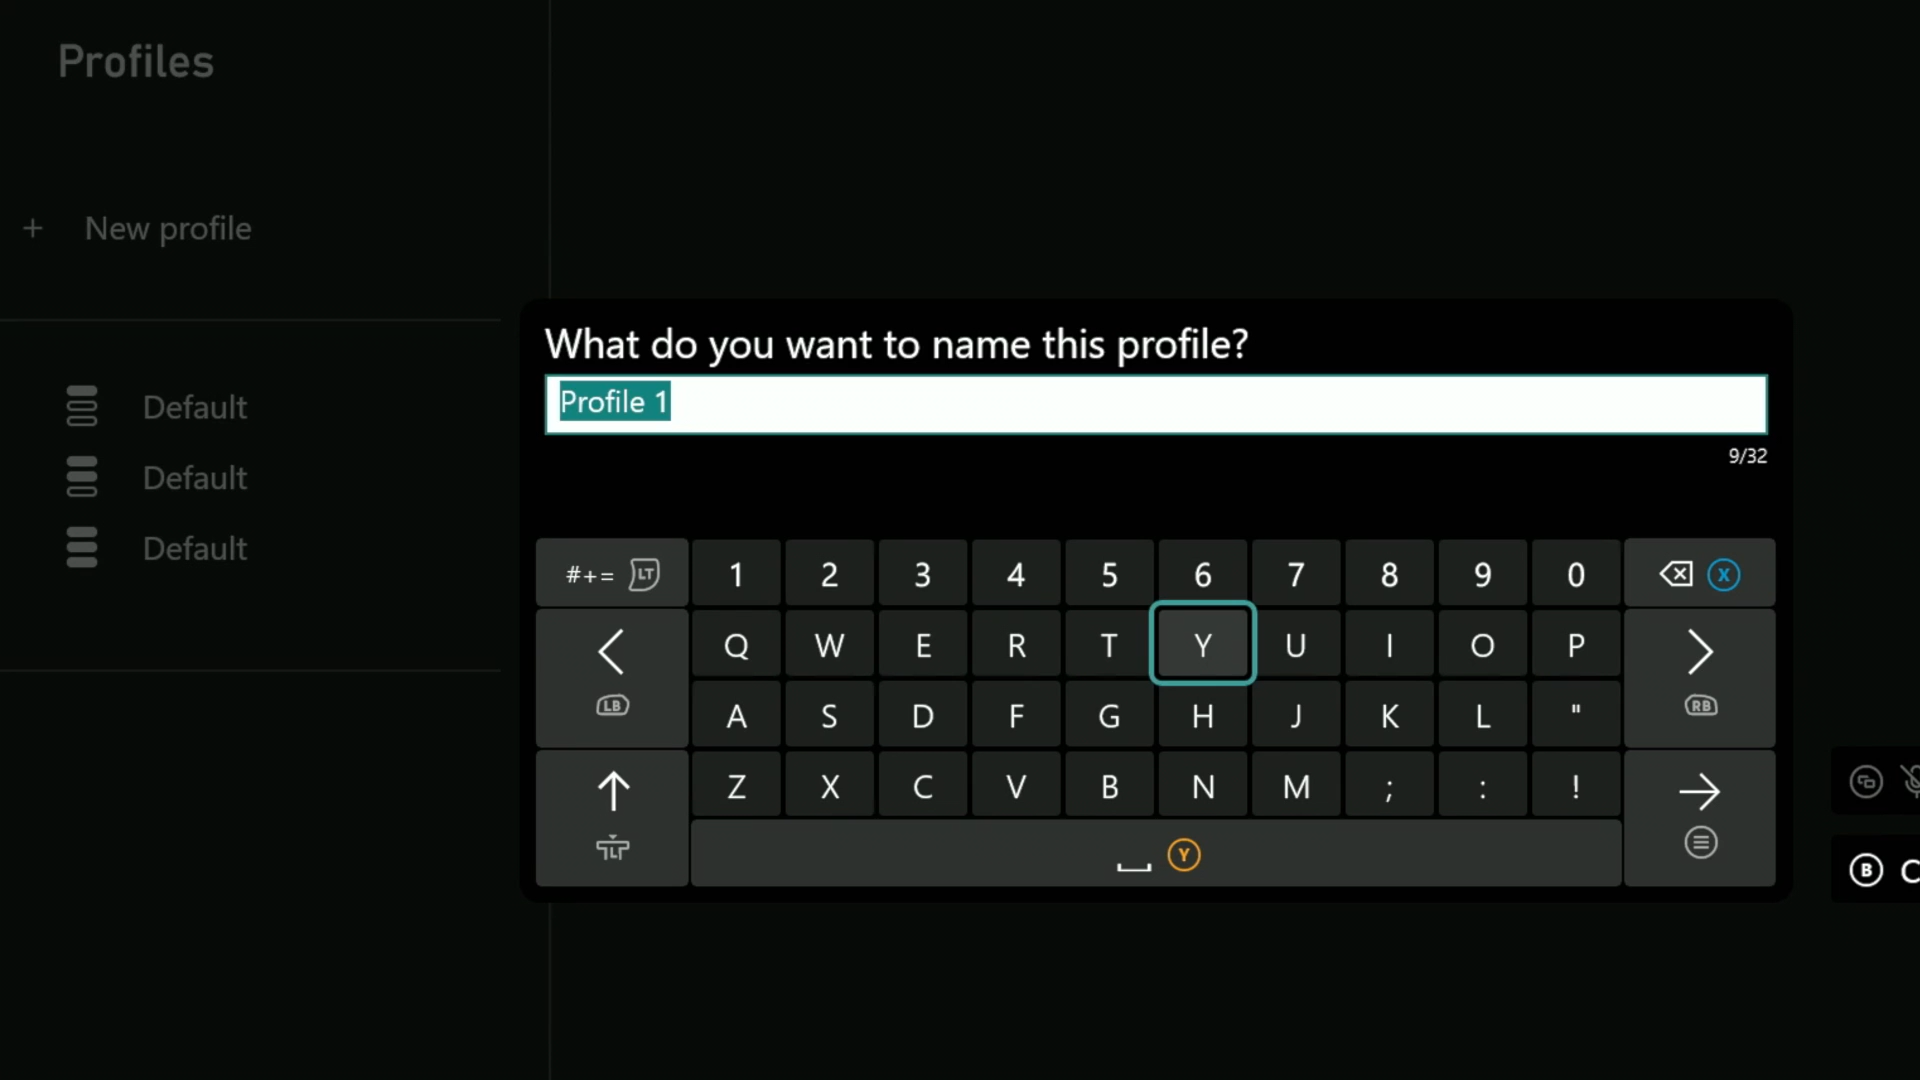 Profiles
+ New profile
Default
Default
Default
What do you want to name this profile?
Profile 1
9/32
#+= LT 1 2 3 4 5 6 7 8 9 0 X
Q W E R T Y U I O P
LB RB
A S D F G H J K L "
Z X C V B N M ; : !
Y
B C